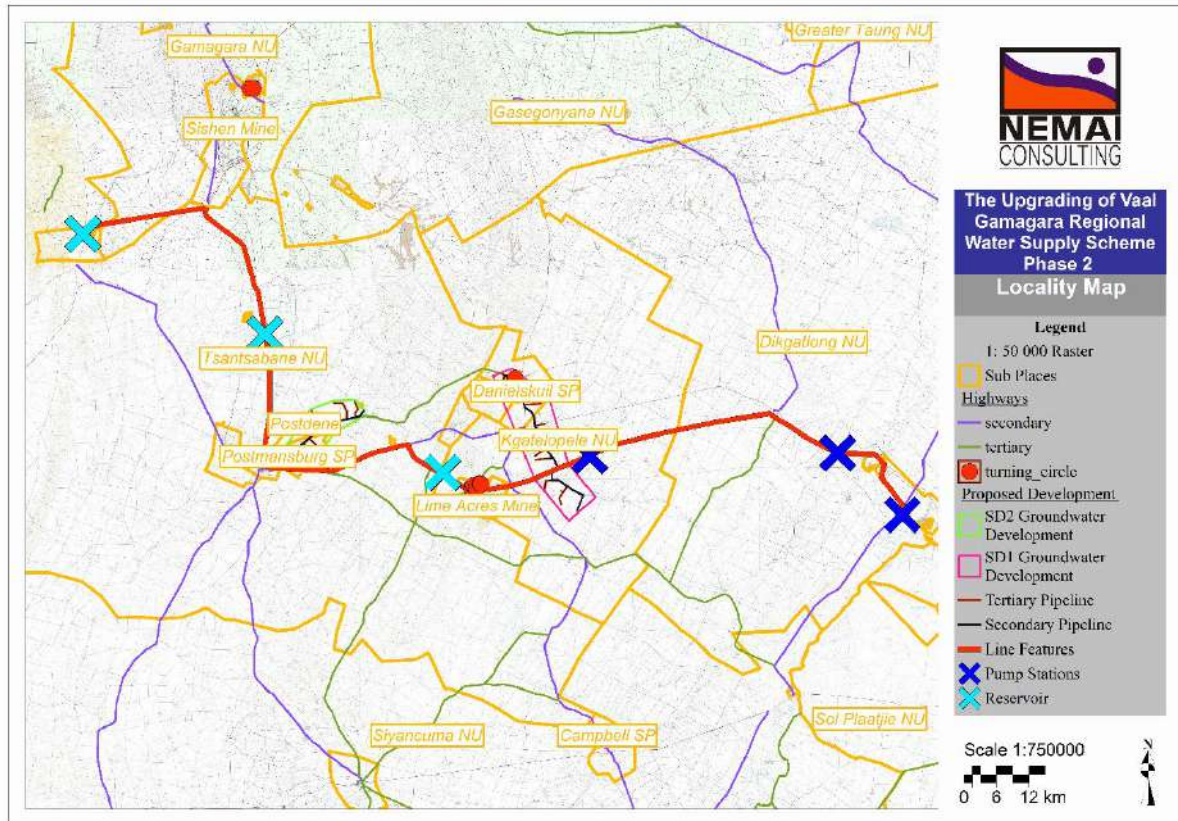 Gamagara NU
Greater Taung NU
Sishen Mine
Gasegonyana NU
Tsantsabane NU
Dikgatlong NU
Danielskuil SP
Postdene
Kgatelopele NU
Postmansburg SP
Lime Acres Mine
Siyancuma NU
Campbell SP
Sol Plaatjie NU
NEMAI
CONSULTING
The Upgrading of Vaal
Gamagara Regional
Water Supply Scheme
Phase 2
Locality Map
Legend
1: 50 000 Raster
Sub Places
Highways
secondary
tertiary
turning_circle
Proposed Development
SD2 Groundwater
Development
SD1 Groundwater
Development
Tertiary Pipeline
Secondary Pipeline
Line Features
Pump Stations
Reservoir
Scale 1:750000
0 6 12 km
N